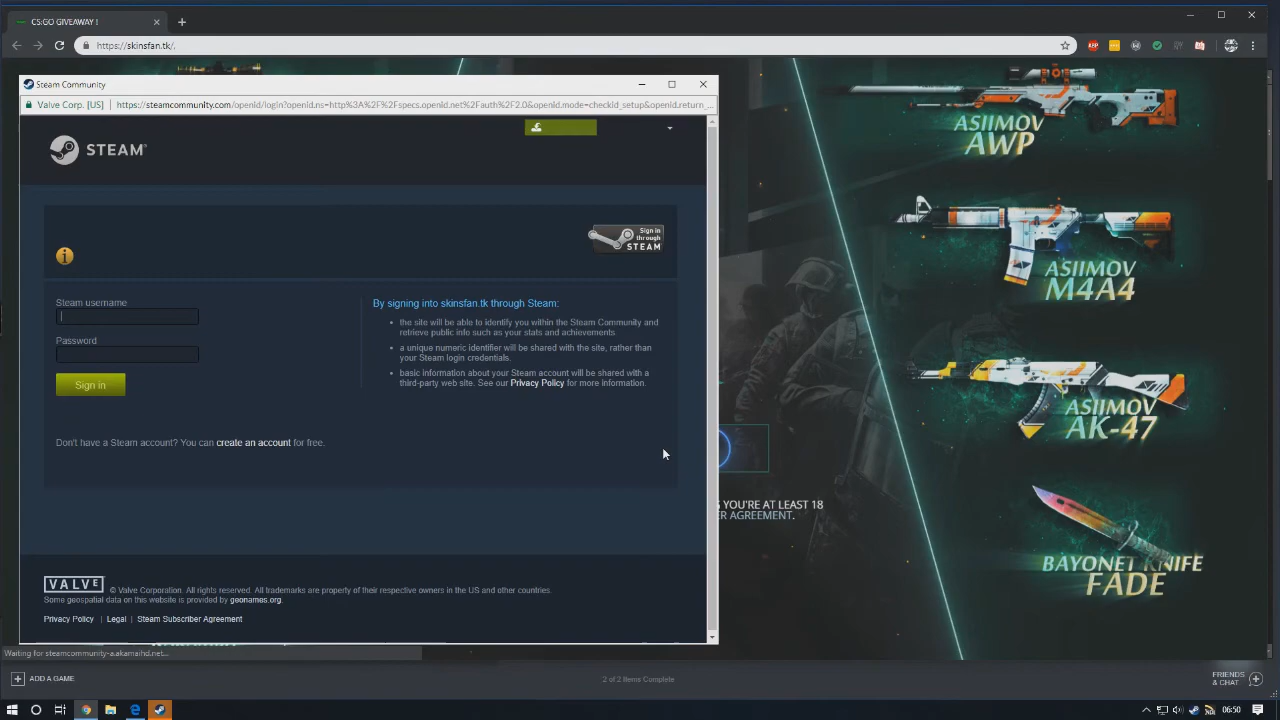 CS:GO GIVEAWAY !
https://skinsfan.tk/.
ABP
Steam Community
Valve Corp. [US]
https://steamcommunity.com/openid/login?openid.ns=http%3A%2F%2Fspecs.openid.net%2Fauth%2F2.0&openid.mode=checkid_setup&openid.return_...
STEAM®
Sign in
through
STEAM
Steam username
Password
Sign in
Don't have a Steam account? You can create an account for free.
By signing into skinsfan.tk through Steam:
• the site will be able to identify you within the Steam Community and
retrieve public info such as your stats and achievements.
• a unique numeric identifier will be shared with the site, rather than
your Steam login credentials.
• basic information about your Steam account will be shared with a
third-party web site. See our Privacy Policy for more information.
VALVE
© Valve Corporation. All rights reserved. All trademarks are property of their respective owners in the US and other countries.
Some geospatial data on this website is provided by geonames.org.
Privacy Policy | Legal | Steam Subscriber Agreement
ASIIMOV
AWP
ASIIMOV
M4A4
ASIIMOV
AK-47
BAYONET KNIFE
FADE
YOU'RE AT LEAST 18
AGREEMENT.
Waiting for steamcommunity-a.akamaihd.net...
ADD A GAME
2 of 2 Items Complete
FRIENDS
& CHAT
06:50